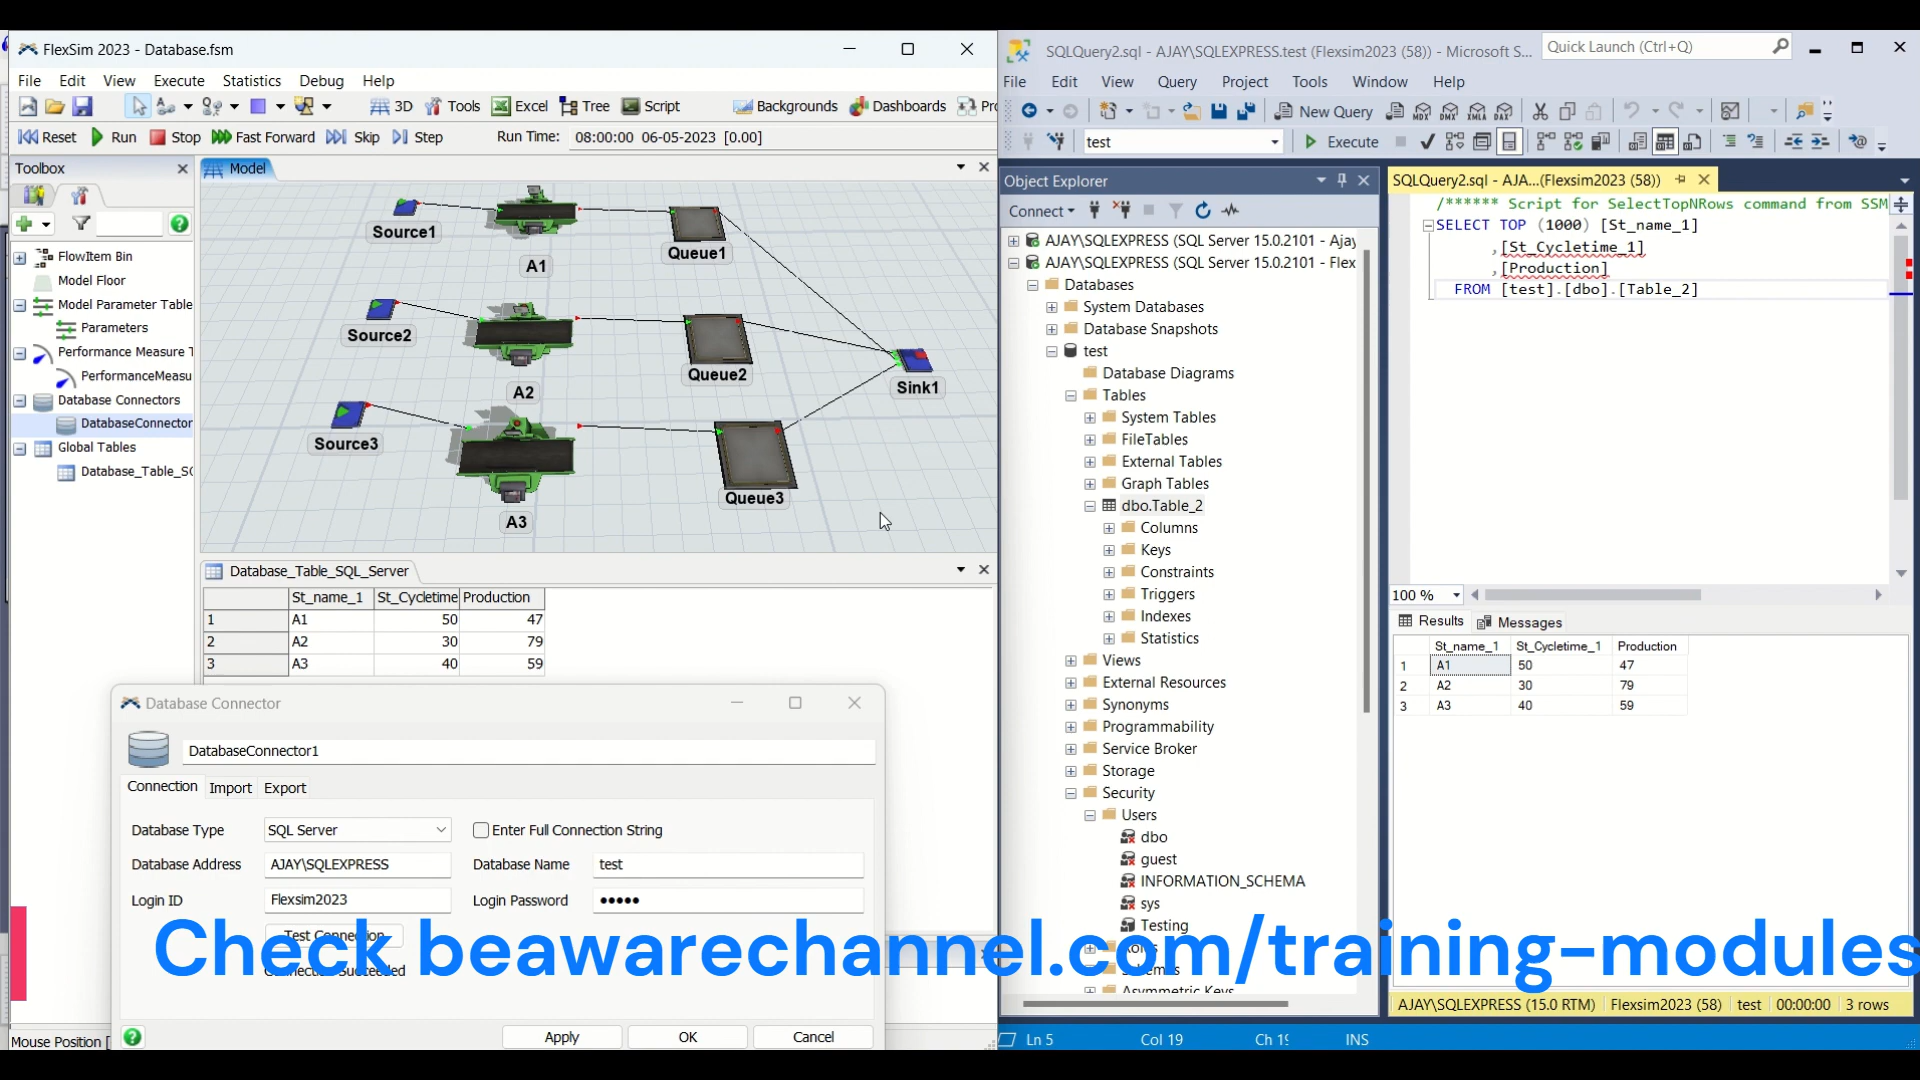 FlexSim 2023 - Database.fsm
File Edit View Execute Statistics Debug Help
3D Tools Excel Tree Script Backgrounds Dashboards
Reset Run Stop Fast Forward Skip Step Run Time: 08:00:00 06-05-2023 [0.00]
Toolbox
Model
FlowItem Bin
Model Floor
Model Parameter Table
Parameters
Performance Measure T
PerformanceMeasu
Database Connectors
DatabaseConnector
Global Tables
Database_Table_SQ
Source1
A1
Queue1
Source2
A2
Queue2
Sink1
Source3
A3
Queue3
Database_Table_SQL_Server
St_name_1 St_Cycletime Production
1 A1 50 47
2 A2 30 79
3 A3 40 59
Database Connector
DatabaseConnector1
Connection Import Export
Database Type SQL Server Enter Full Connection String
Database Address AJAY\SQLEXPRESS Database Name test
Login ID Flexsim2023 Login Password •••••
Test Connection
Connection Succeeded
Apply OK Cancel
Mouse Position [
SQLQuery2.sql - AJAY\SQLEXPRESS.test (Flexsim2023 (58)) - Microsoft S...
Quick Launch (Ctrl+Q)
File Edit View Query Project Tools Window Help
New Query
test Execute
Object Explorer
Connect
AJAY\SQLEXPRESS (SQL Server 15.0.2101 - Ajay
AJAY\SQLEXPRESS (SQL Server 15.0.2101 - Flex
Databases
System Databases
Database Snapshots
test
Database Diagrams
Tables
System Tables
FileTables
External Tables
Graph Tables
dbo.Table_2
Columns
Keys
Constraints
Triggers
Indexes
Statistics
Views
External Resources
Synonyms
Programmability
Service Broker
Storage
Security
Users
dbo
guest
INFORMATION_SCHEMA
sys
Testing
Roles
Schemas
Asymmetric Keys
SQLQuery2.sql - AJA...(Flexsim2023 (58))
/****** Script for SelectTopNRows command from SSM
SELECT TOP (1000) [St_name_1]
,[St_Cycletime_1]
,[Production]
FROM [test].[dbo].[Table_2]
100 %
Results Messages
St_name_1 St_Cycletime_1 Production
1 A1 50 47
2 A2 30 79
3 A3 40 59
Check beawarechannel.com/training-modules
AJAY\SQLEXPRESS (15.0 RTM) Flexsim2023 (58) test 00:00:00 3 rows
Ln 5 Col 19 Ch 19 INS